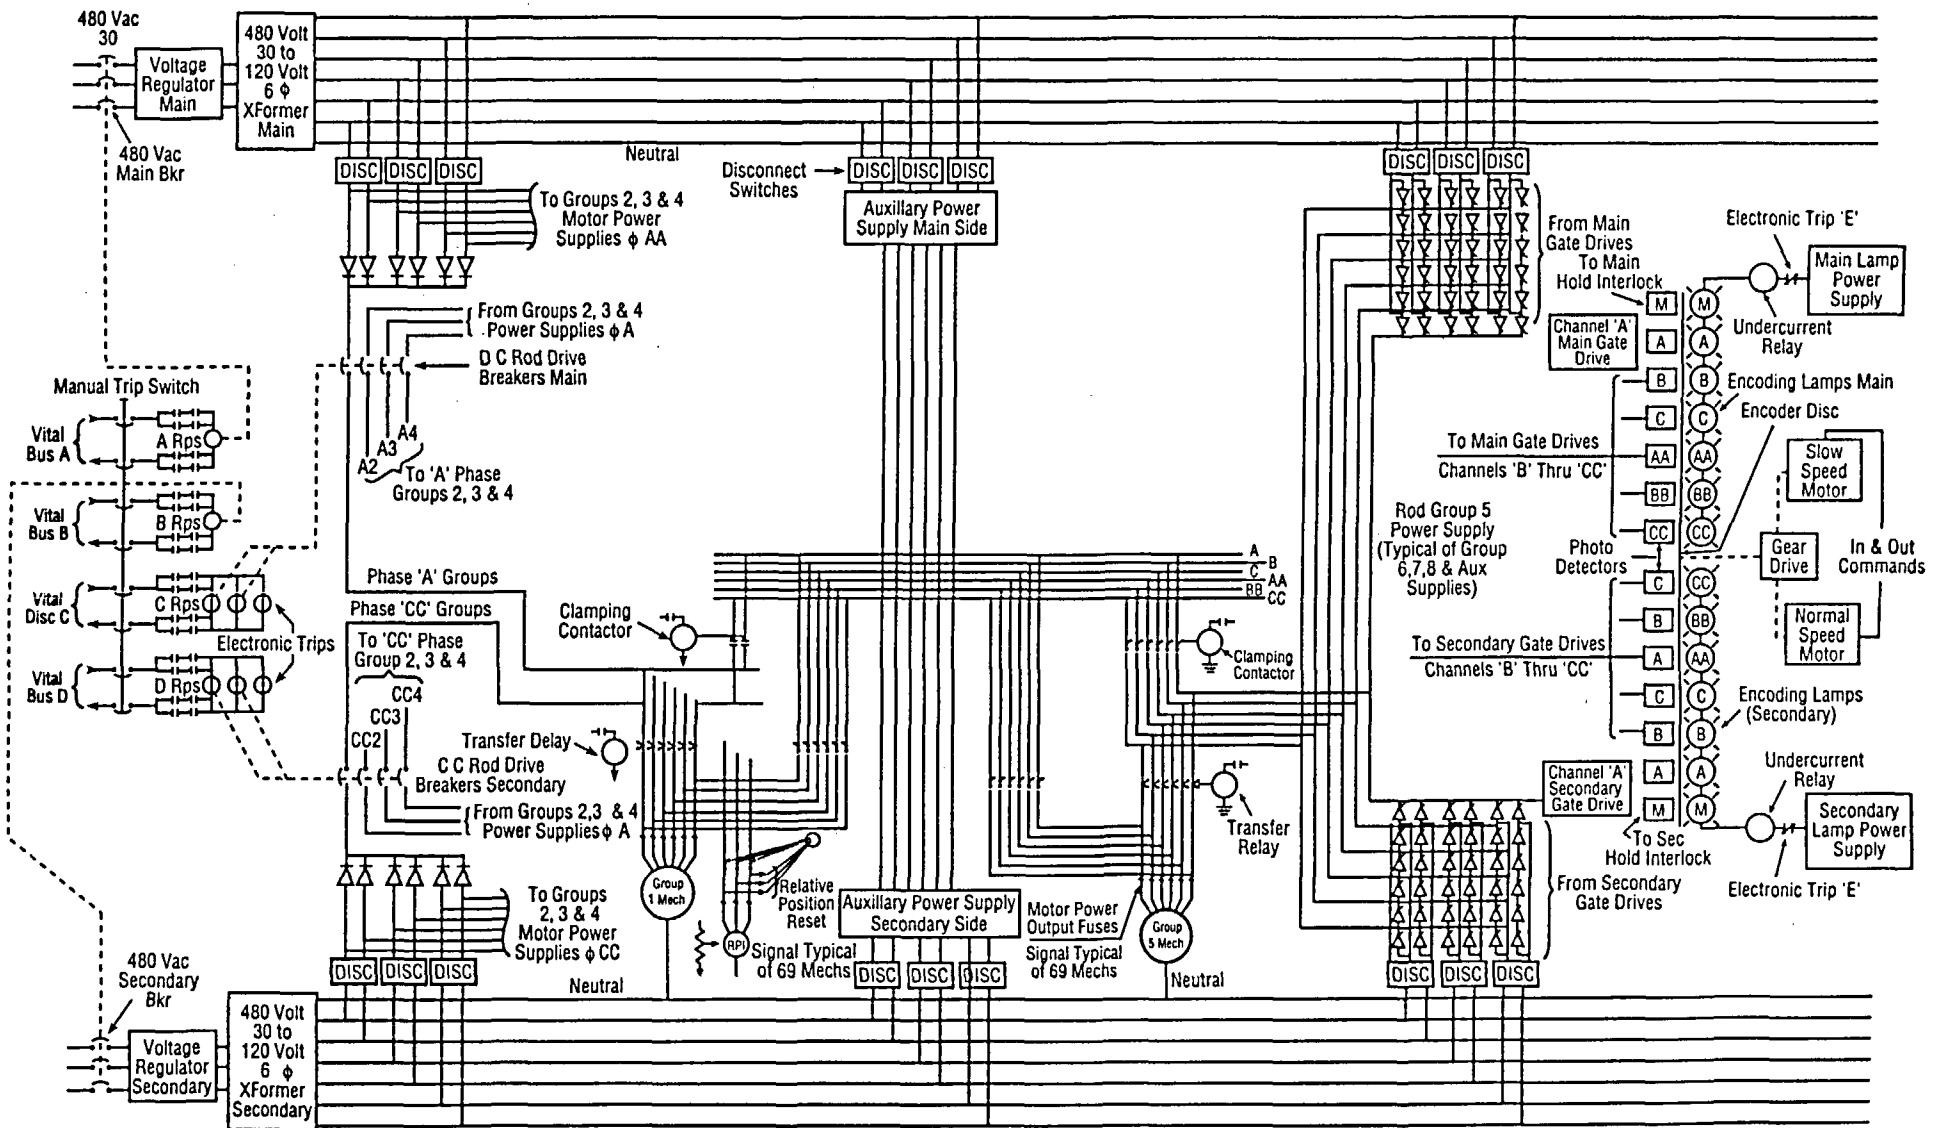 480 Vac
30
Voltage
Regulator
Main
480 Volt
30 to
120 Volt
6 ϕ
XFormer
Main
480 Vac
Main Bkr
Neutral
DISC
DISC
DISC
To Groups 2, 3 & 4
Motor Power
Supplies ϕ AA
Disconnect
Switches
DISC
DISC
DISC
Auxillary Power
Supply Main Side
DISC
DISC
DISC
From Main
Gate Drives
To Main
Hold Interlock
Electronic Trip 'E'
Main Lamp
Power
Supply
Undercurrent
Relay
From Groups 2, 3 & 4
Power Supplies ϕ A
D C Rod Drive
Breakers Main
A4
A3
A2
To 'A' Phase
Groups 2, 3 & 4
Manual Trip Switch
Vital
Bus A
A Rps
Vital
Bus B
B Rps
Vital
Disc C
C Rps
Electronic Trips
Vital
Bus D
D Rps
Channel 'A'
Main Gate
Drive
M
A
B
C
AA
BB
CC
M
A
B
C
AA
BB
CC
Encoding Lamps Main
Encoder Disc
To Main Gate Drives
Channels 'B' Thru 'CC'
Slow
Speed
Motor
Rod Group 5
Power Supply
(Typical of Group
6,7,8 & Aux
Supplies)
Photo
Detectors
Gear
Drive
In & Out
Commands
Normal
Speed
Motor
A
B
C
AA
BB
CC
Phase 'A' Groups
Phase 'CC' Groups
To 'CC' Phase
Group 2, 3 & 4
CC4
CC3
CC2
Clamping
Contactor
Clamping
Contactor
To Secondary Gate Drives
Channels 'B' Thru 'CC'
C
B
A
C
B
A
M
CC
BB
AA
C
B
A
M
Encoding Lamps
(Secondary)
Transfer Delay
C C Rod Drive
Breakers Secondary
From Groups 2,3 & 4
Power Supplies ϕ A
Transfer
Relay
Channel 'A'
Secondary
Gate Drive
Undercurrent
Relay
Secondary
Lamp Power
Supply
To Sec
Hold Interlock
Electronic Trip 'E'
From Secondary
Gate Drives
Group
1 Mech
Relative
Position
Reset
RPI
Signal Typical
of 69 Mechs
Auxillary Power Supply
Secondary Side
Motor Power
Output Fuses
Signal Typical
of 69 Mechs
Group
5 Mech
To Groups
2, 3 & 4
Motor Power
Supplies ϕ CC
DISC
DISC
DISC
DISC
DISC
DISC
DISC
DISC
DISC
Neutral
Neutral
480 Vac
Secondary
Bkr
Voltage
Regulator
Secondary
480 Volt
30 to
120 Volt
6 ϕ
XFormer
Secondary